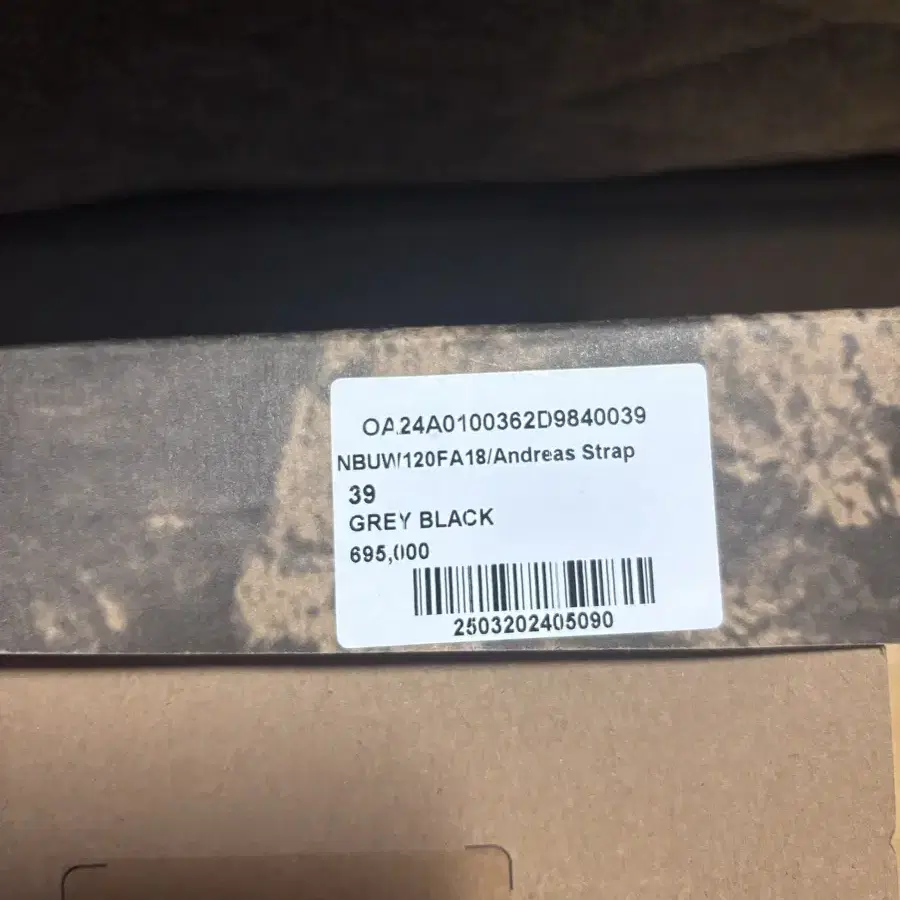 OA24A0100362D9840039
NBUW120FA18/Andreas Strap
39
GREY BLACK
695,000
2503202405090